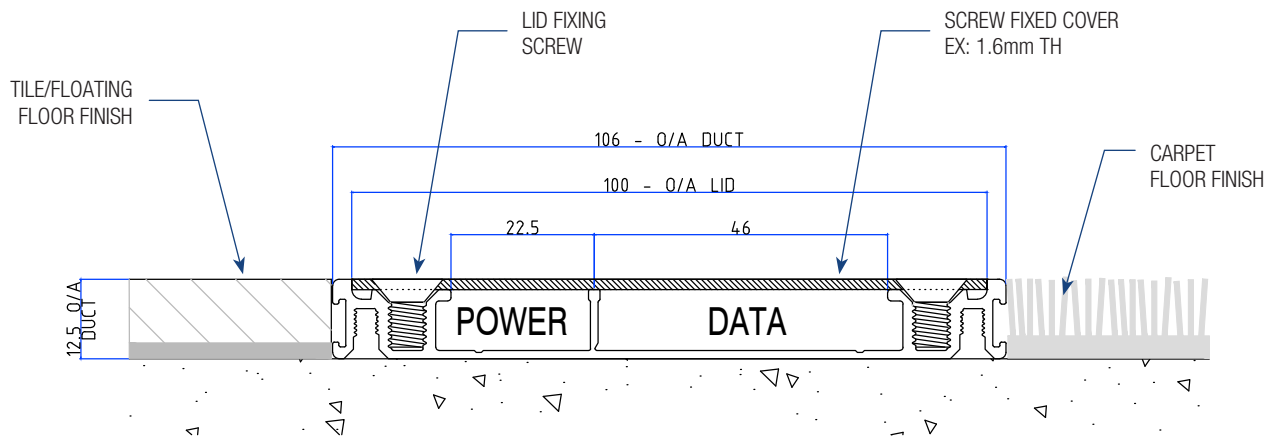 LID FIXING
SCREW
SCREW FIXED COVER
EX: 1.6mm TH
TILE/FLOATING
FLOOR FINISH
106 - O/A DUCT
CARPET
FLOOR FINISH
100 - O/A LID
22.5
46
12.5 O/A
DUCT
POWER
DATA